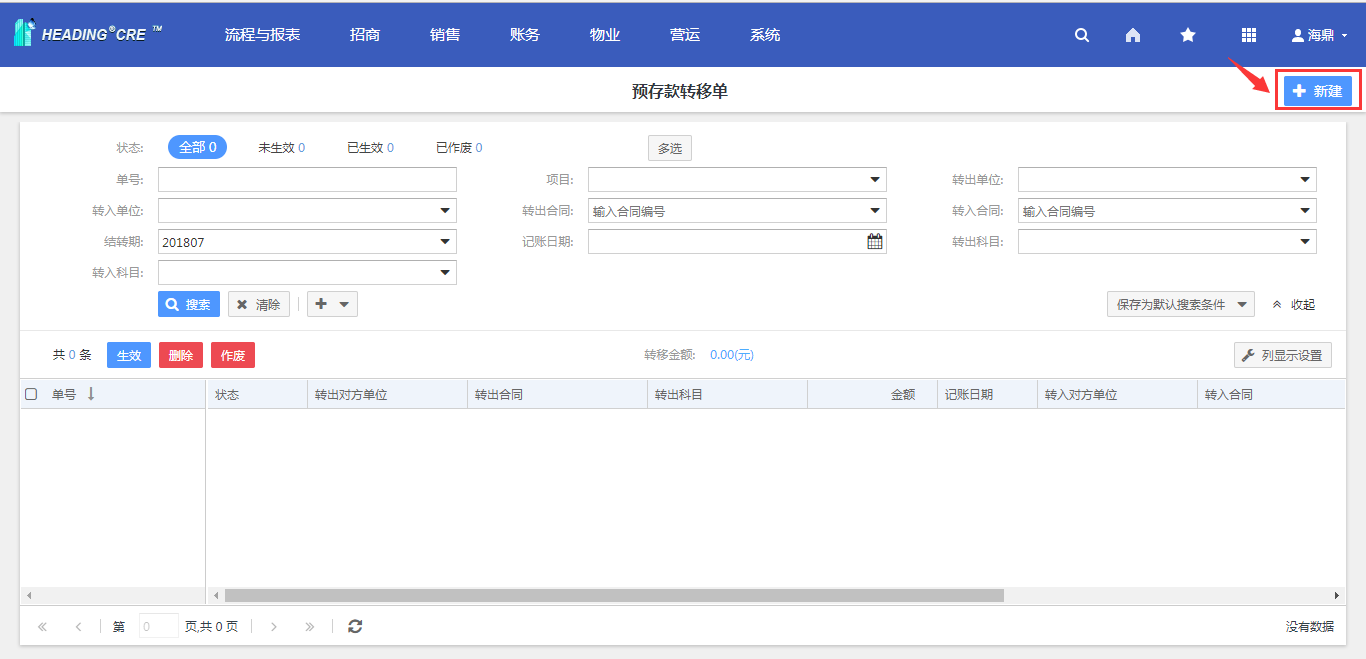 HEADING®CRE ™ 流程与报表 招商 销售 账务 物业 营运 系统 海鼎
预存款转移单 新建
状态: 全部 0 未生效 0 已生效 0 已作废 0 多选
单号: 项目: 转出单位:
转入单位: 转出合同: 输入合同编号 转入合同: 输入合同编号
结转期: 201807 记账日期: 转出科目:
转入科目:
搜索 清除 保存为默认搜索条件 收起
共 0 条 生效 删除 作废 转移金额: 0.00(元) 列显示设置
单号 状态 转出对方单位 转出合同 转出科目 金额 记账日期 转入对方单位 转入合同
第 0 页,共 0 页 没有数据